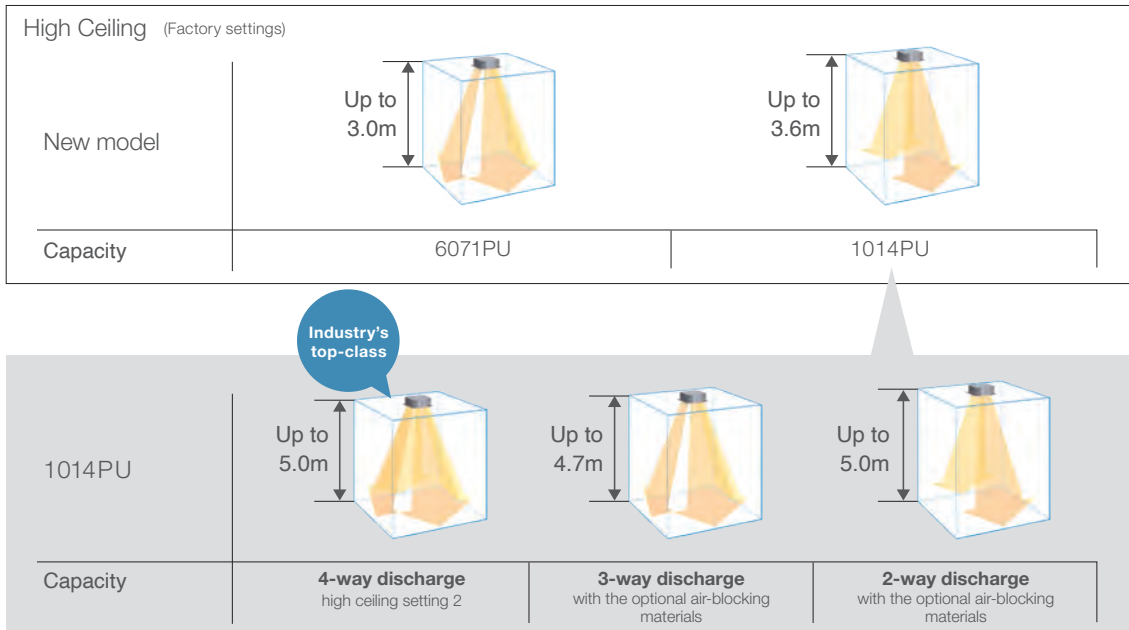 High Ceiling (Factory settings)
New model
Up to
3.0m
Up to
3.6m
Capacity
6071PU
1014PU
Industry's
top-class
1014PU
Up to
5.0m
Up to
4.7m
Up to
5.0m
Capacity
4-way discharge
high ceiling setting 2
3-way discharge
with the optional air-blocking
materials
2-way discharge
with the optional air-blocking
materials